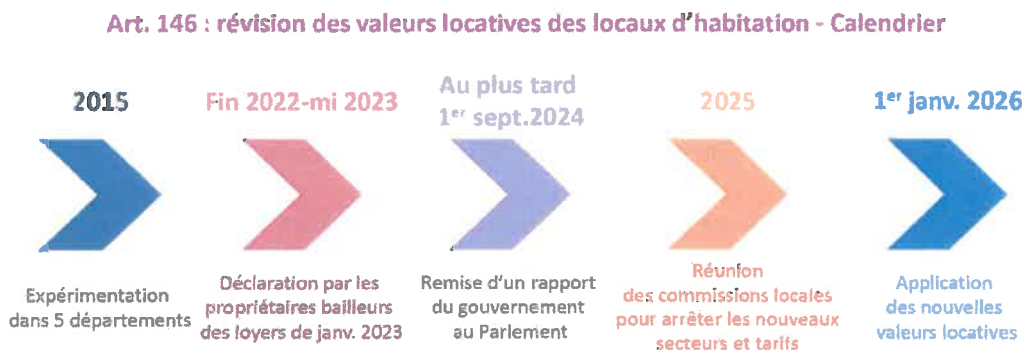 Art. 146 : révision des valeurs locatives des locaux d'habitation - Calendrier
2015
Expérimentation
dans 5 départements
Fin 2022-mi 2023
Déclaration par les
propriétaires bailleurs
des loyers de janv. 2023
Au plus tard
1er sept.2024
Remise d'un rapport
du gouvernement
au Parlement
2025
Réunion
des commissions locales
pour arrêter les nouveaux
secteurs et tarifs
1er janv. 2026
Application
des nouvelles
valeurs locatives